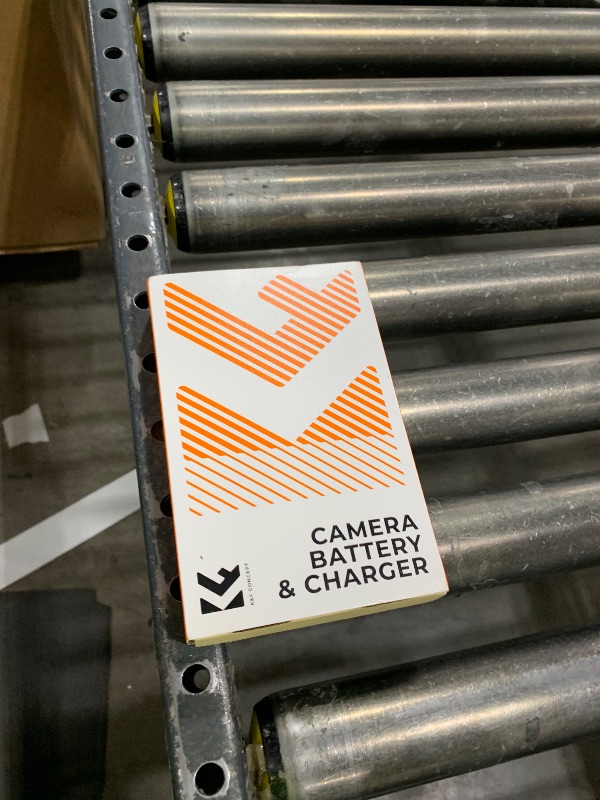 CAMERA
BATTERY
& CHARGER
K&F CONCEPT